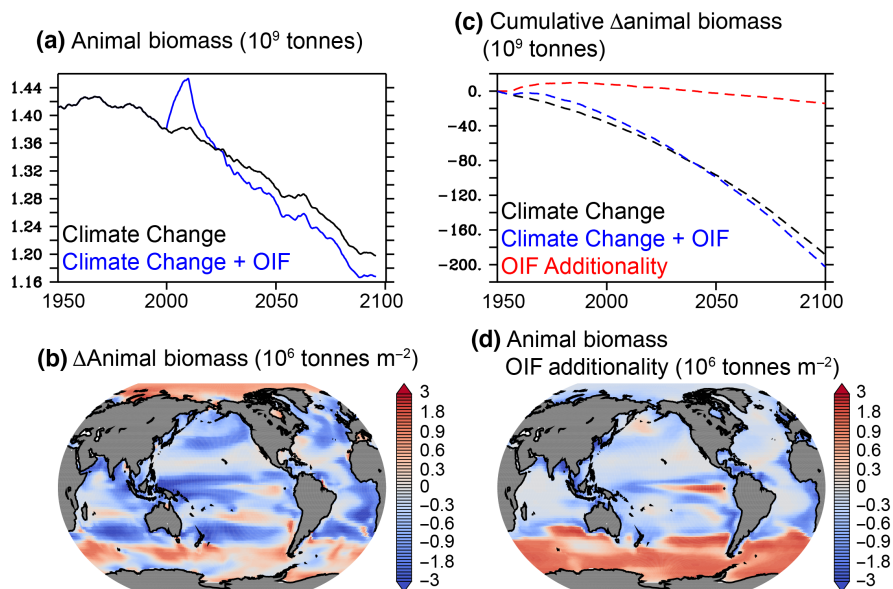 (a) Animal biomass (10⁹ tonnes)
1.44
1.40
1.36
1.32
1.28
1.24
1.20
1.16
Climate Change
Climate Change + OIF
1950 2000 2050 2100
(c) Cumulative Δanimal biomass
(10⁹ tonnes)
0.
−40.
−80.
−120.
−160.
−200.
Climate Change
Climate Change + OIF
OIF Additionality
1950 2000 2050 2100
(b) ΔAnimal biomass (10⁶ tonnes m⁻²)
3
1.8
0.9
0.6
0.3
0
−0.3
−0.6
−0.9
−1.8
−3
(d) Animal biomass
OIF additionality (10⁶ tonnes m⁻²)
3
1.8
0.9
0.6
0.3
0
−0.3
−0.6
−0.9
−1.8
−3